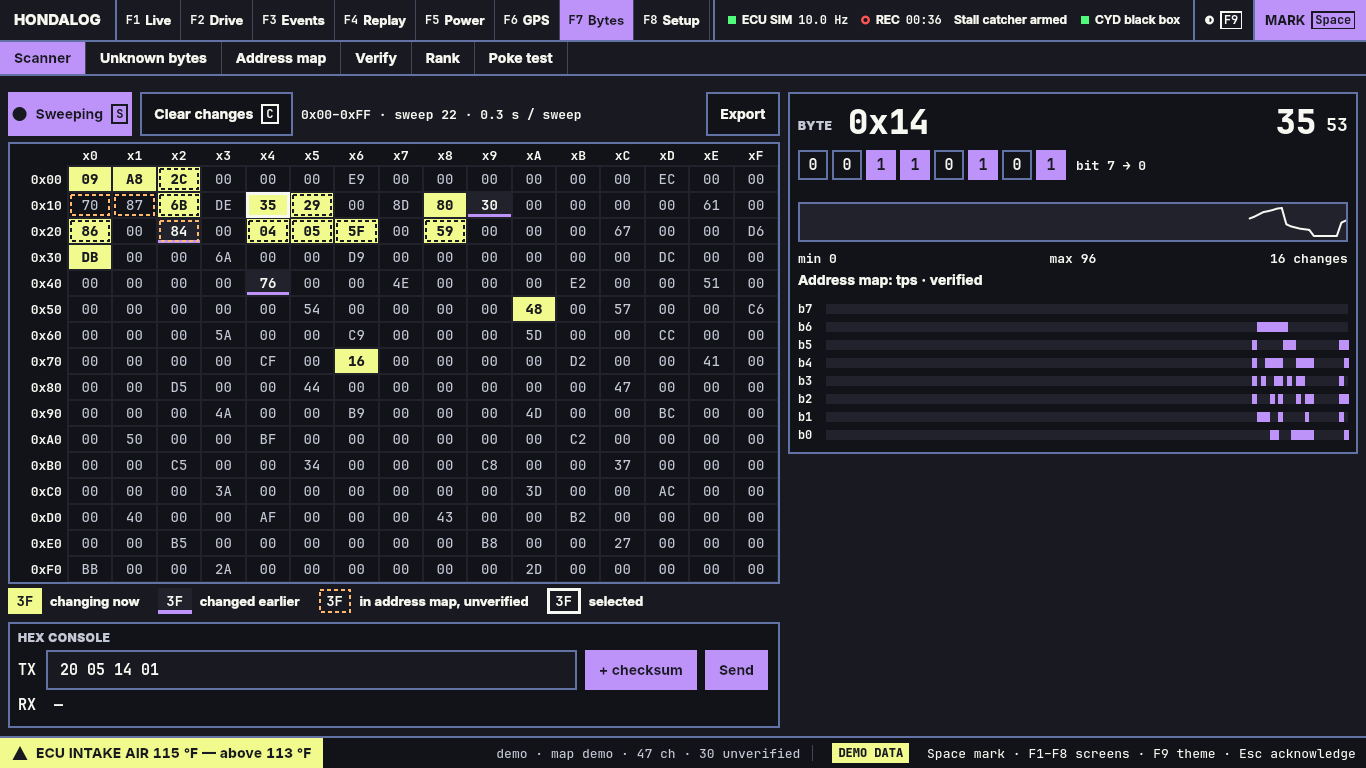 HONDALOG F1 Live F2 Drive F3 Events F4 Replay F5 Power F6 GPS F7 Bytes F8 Setup ECU SIM 10.0 Hz REC 00:36 Stall catcher armed CYD black box F9 MARK Space
Scanner Unknown bytes Address map Verify Rank Poke test
Sweeping S Clear changes C 0x00–0xFF · sweep 22 · 0.3 s / sweep Export
x0 x1 x2 x3 x4 x5 x6 x7 x8 x9 xA xB xC xD xE xF
0x00 09 A8 2C 00 00 00 E9 00 00 00 00 00 00 EC 00 00
0x10 70 87 6B DE 35 29 00 8D 80 30 00 00 00 00 61 00
0x20 86 00 84 00 04 05 5F 00 59 00 00 00 67 00 00 D6
0x30 DB 00 00 6A 00 00 D9 00 00 00 00 00 00 DC 00 00
0x40 00 00 00 00 76 00 00 4E 00 00 00 E2 00 00 51 00
0x50 00 00 00 00 00 54 00 00 00 00 48 00 57 00 00 C6
0x60 00 00 00 5A 00 00 C9 00 00 00 5D 00 00 CC 00 00
0x70 00 00 00 00 CF 00 16 00 00 00 00 D2 00 00 41 00
0x80 00 00 D5 00 00 44 00 00 00 00 00 00 47 00 00 00
0x90 00 00 00 4A 00 00 B9 00 00 00 4D 00 00 BC 00 00
0xA0 00 50 00 00 BF 00 00 00 00 00 00 C2 00 00 00 00
0xB0 00 00 C5 00 00 34 00 00 00 C8 00 00 37 00 00 00
0xC0 00 00 00 3A 00 00 00 00 00 00 3D 00 00 AC 00 00
0xD0 00 40 00 00 AF 00 00 00 43 00 00 B2 00 00 00 00
0xE0 00 00 B5 00 00 00 00 00 00 B8 00 00 27 00 00 00
0xF0 BB 00 00 2A 00 00 00 00 00 00 2D 00 00 00 00 00
3F changing now 3F changed earlier 3F in address map, unverified 3F selected
HEX CONSOLE
TX 20 05 14 01 + checksum Send
RX —
BYTE 0x14 35 53
0 0 1 1 0 1 0 1 bit 7 → 0
min 0 max 96 16 changes
Address map: tps · verified
b7
b6
b5
b4
b3
b2
b1
b0
ECU INTAKE AIR 115 °F — above 113 °F demo · map demo · 47 ch · 30 unverified DEMO DATA Space mark · F1–F8 screens · F9 theme · Esc acknowledge